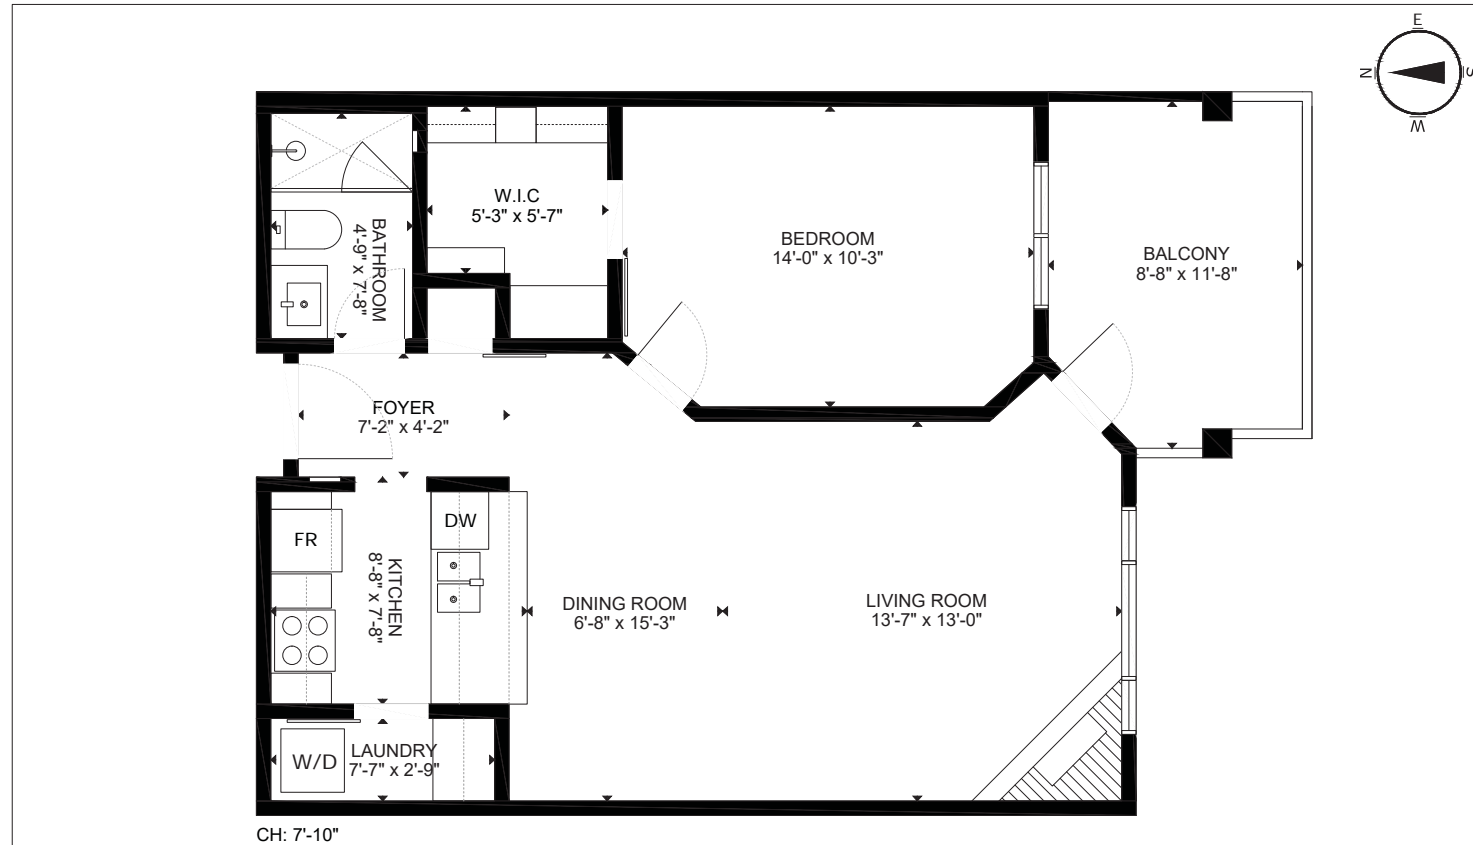 E
N
S
W
W.I.C
5'-3" x 5'-7"
BEDROOM
14'-0" x 10'-3"
BALCONY
8'-8" x 11'-8"
BATHROOM
4'-9" x 7'-8"
FOYER
7'-2" x 4'-2"
FR
DW
KITCHEN
8'-8" x 7'-8"
DINING ROOM
6'-8" x 15'-3"
LIVING ROOM
13'-7" x 13'-0"
W/D
LAUNDRY
7'-7" x 2'-9"
CH: 7'-10"